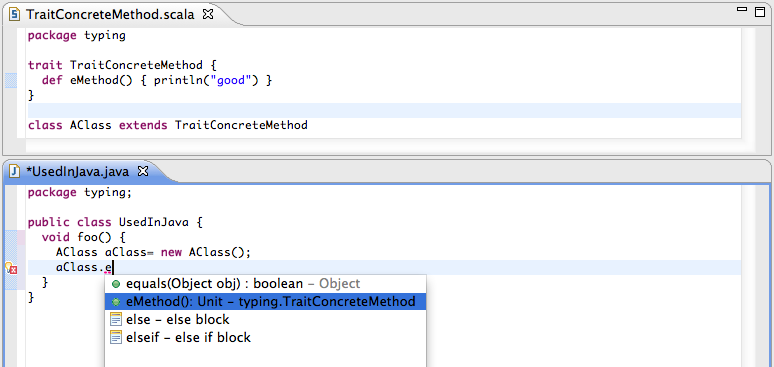 TraitConcreteMethod.scala
package typing
trait TraitConcreteMethod {
def eMethod() { println("good") }
}
class AClass extends TraitConcreteMethod
*UsedInJava.java
package typing;
public class UsedInJava {
void foo() {
AClass aClass= new AClass();
aClass.e
equals(Object obj) : boolean – Object
eMethod(): Unit – typing.TraitConcreteMethod
else – else block
elseif – else if block
}
}